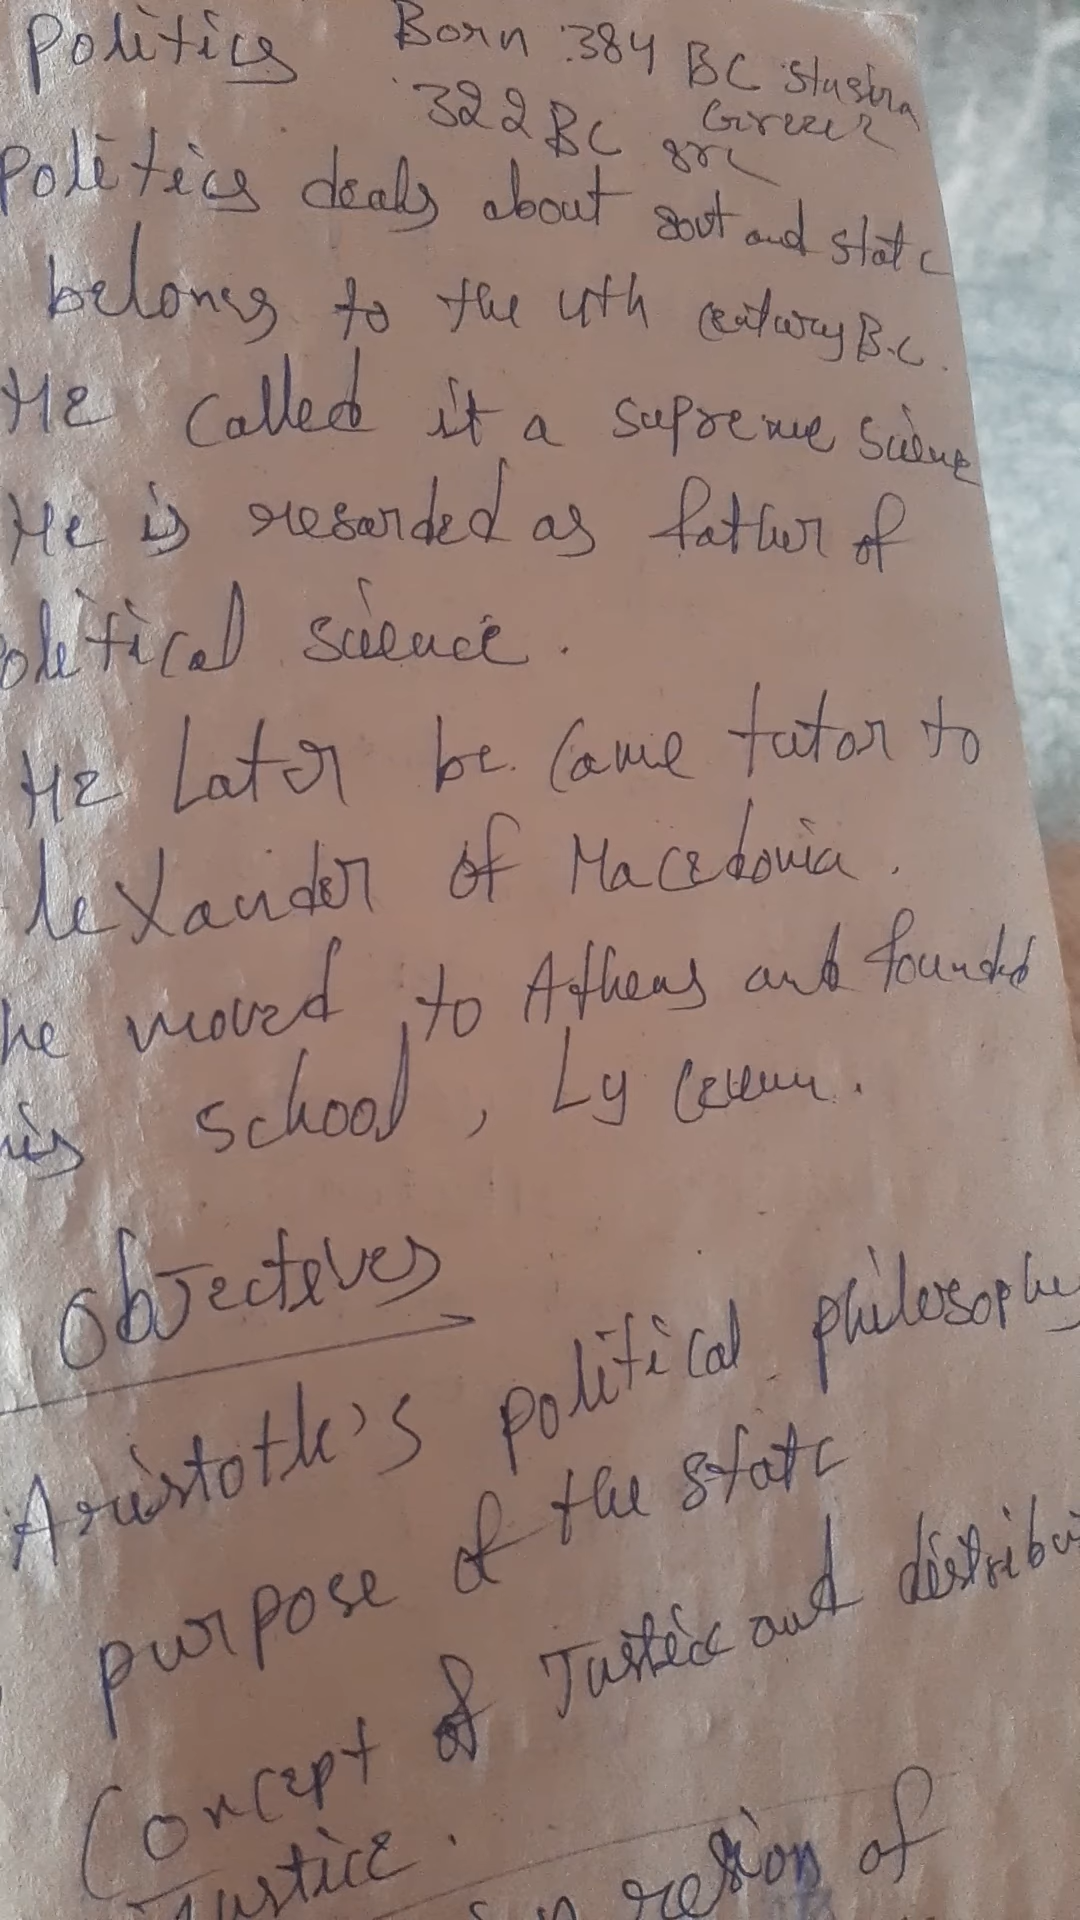 Politics Born :384 BC Stagira
322 BC Greece
Politics deals about govt and state
belongs to the 4th century B.C.
He called it a supreme science
He is regarded as father of
olitical science.
He Later be came tutor to
lexander of Macedonia.
he moved to Athens and founded
is school, Lyceum.
Objectives
Aristotle's political philosophy
purpose of the state
Concept of Justice and distribu
Justice.
of